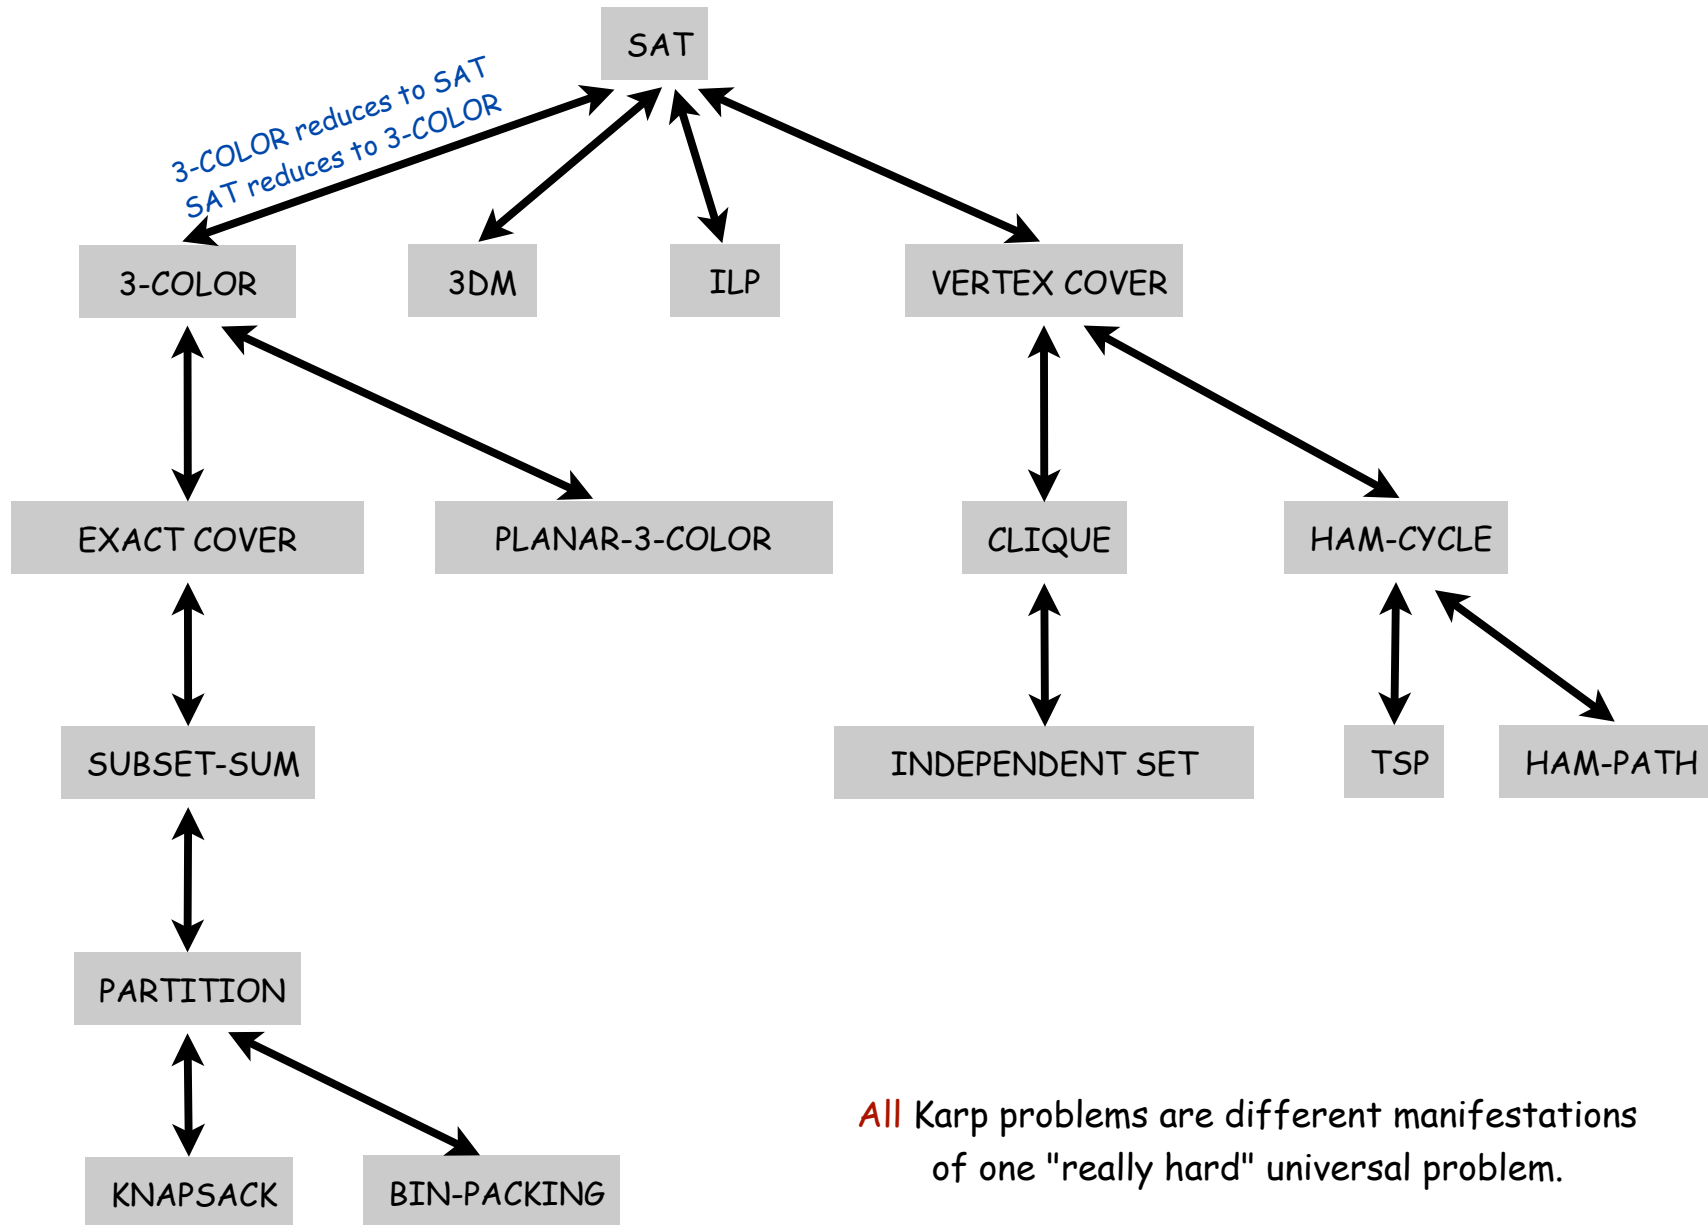 SAT
3-COLOR reduces to SAT
SAT reduces to 3-COLOR
3-COLOR
3DM
ILP
VERTEX COVER
EXACT COVER
PLANAR-3-COLOR
CLIQUE
HAM-CYCLE
SUBSET-SUM
INDEPENDENT SET
TSP
HAM-PATH
PARTITION
KNAPSACK
BIN-PACKING
All Karp problems are different manifestations
of one "really hard" universal problem.